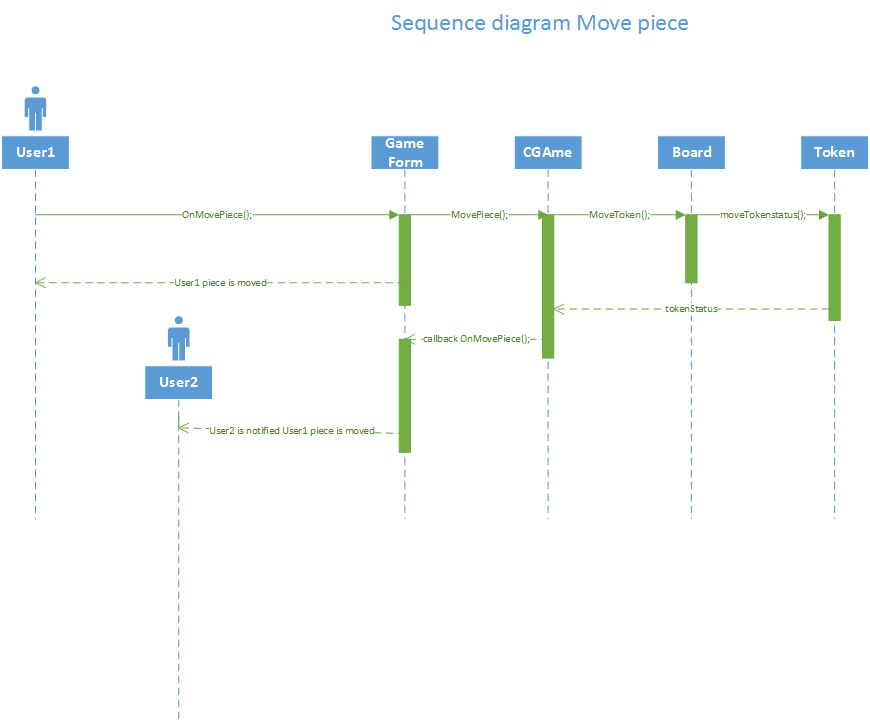 Sequence diagram Move piece
User1
Game
Form
CGAme
Board
Token
OnMovePiece();
MovePiece();
MoveToken();
moveTokenstatus();
User1 piece is moved
tokenStatus
callback OnMovePiece();
User2
User2 is notified User1 piece is moved